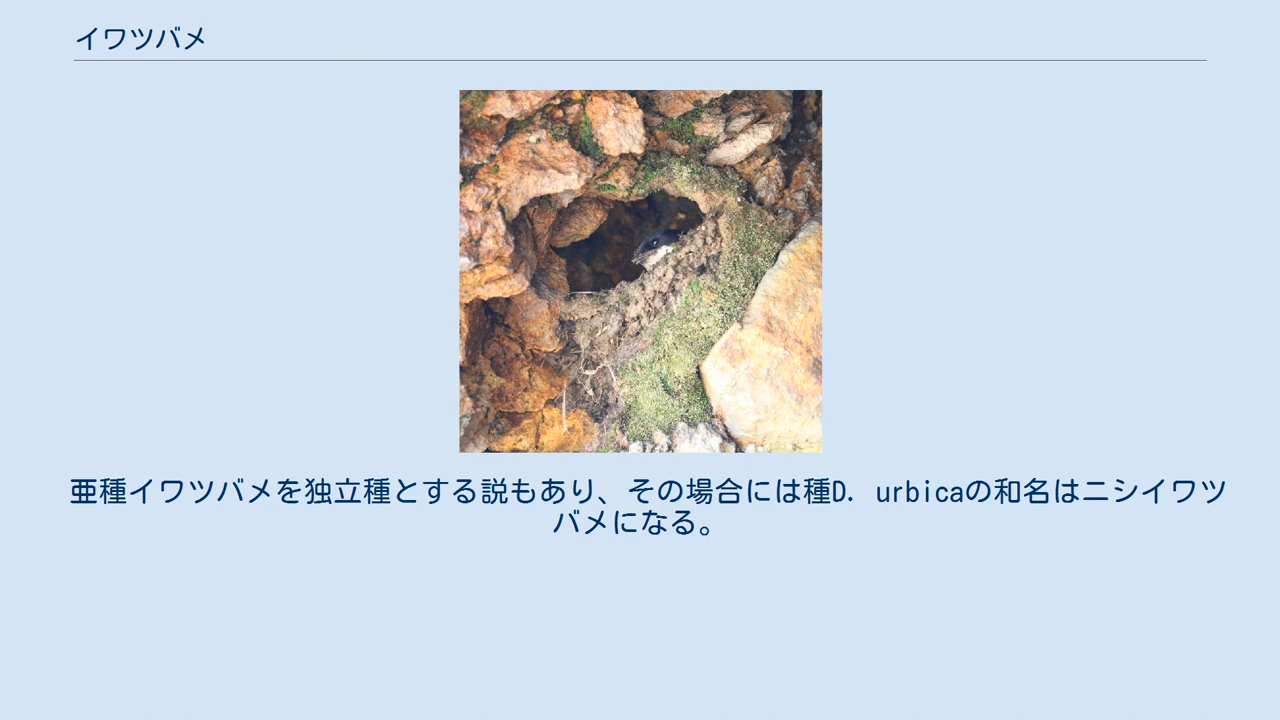 イワツバメ
亜種イワツバメを独立種とする説もあり、その場合には種D. urbicaの和名はニシイワツ
バメになる。